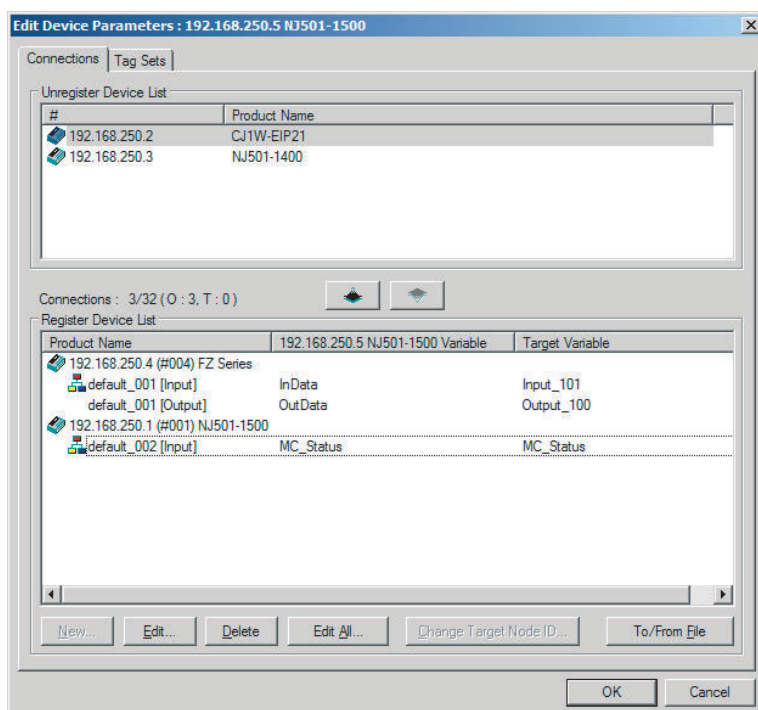 Edit Device Parameters : 192.168.250.5 NJ501-1500
Connections Tag Sets
Unregister Device List
# Product Name
192.168.250.2 CJ1W-EIP21
192.168.250.3 NJ501-1400
Connections : 3/32 ( O : 3, T : 0 )
Register Device List
Product Name 192.168.250.5 NJ501-1500 Variable Target Variable
192.168.250.4 (#004) FZ Series
default_001 [Input] InData Input_101
default_001 [Output] OutData Output_100
192.168.250.1 (#001) NJ501-1500
default_002 [Input] MC_Status MC_Status
New... Edit... Delete Edit All... Change Target Node ID... To/From File
OK Cancel